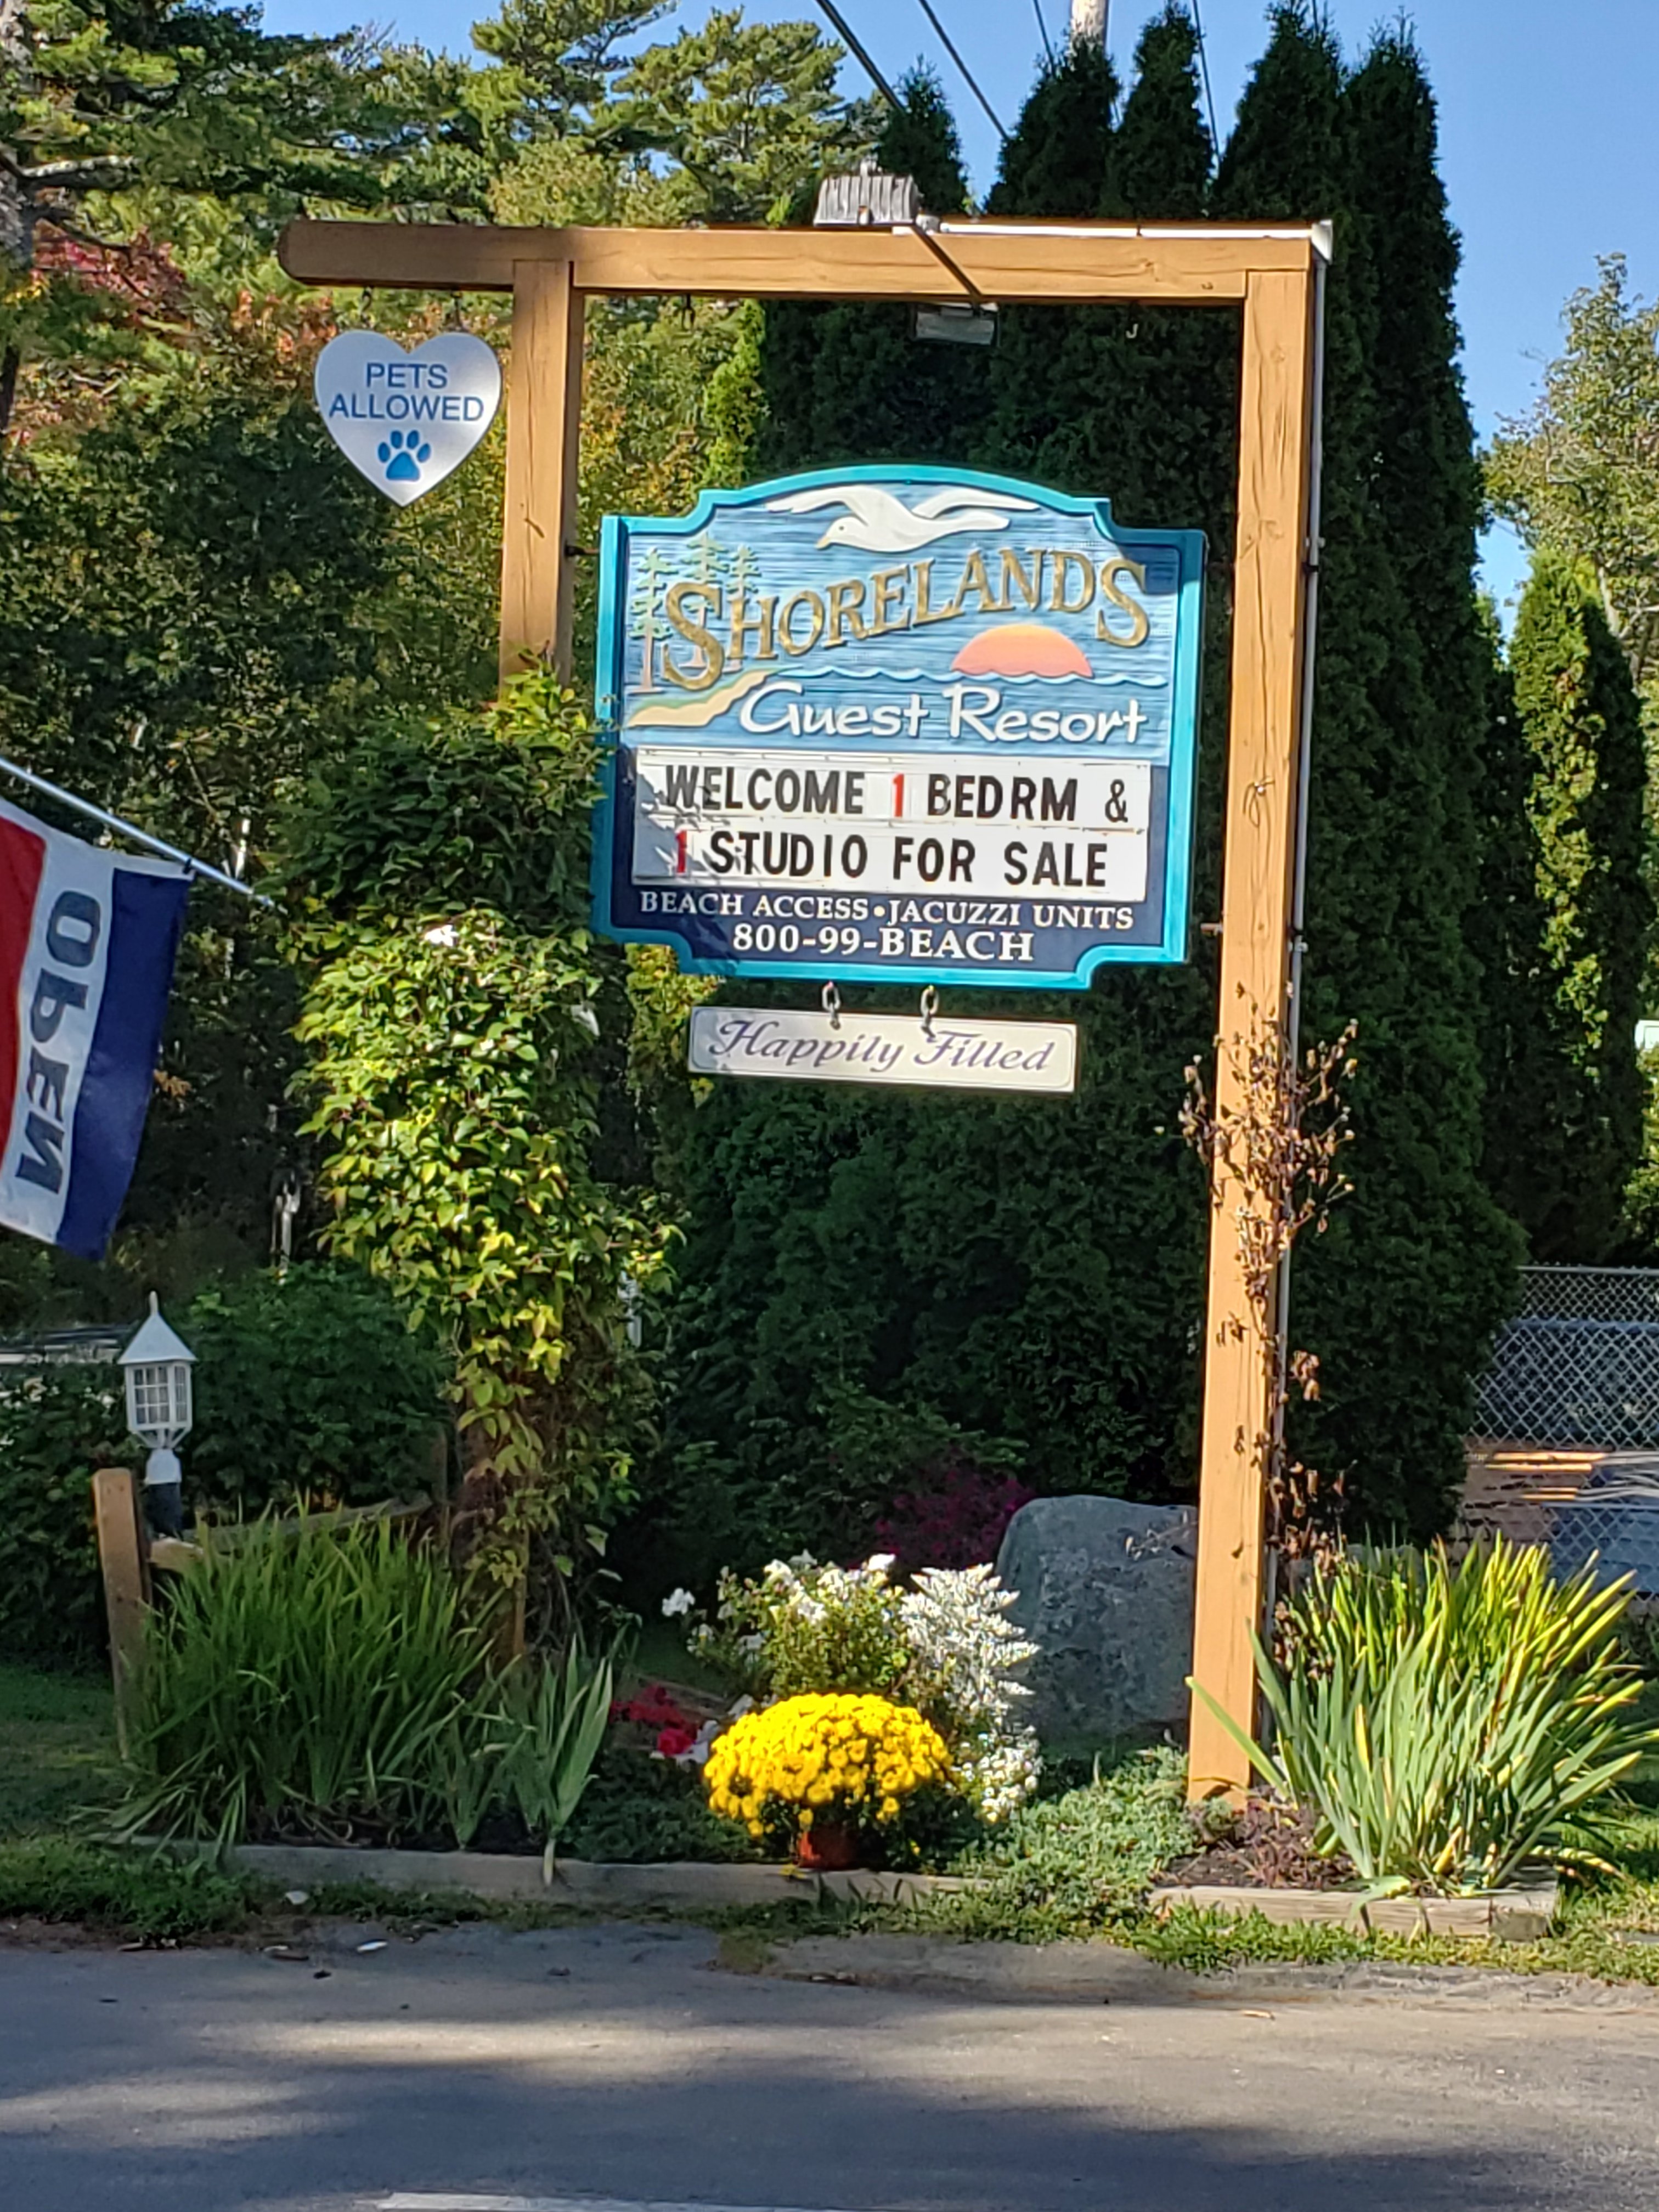 PETS
ALLOWED
SHORELANDS
Guest Resort
WELCOME 1 BEDRM &
1 STUDIO FOR SALE
BEACH ACCESS•JACUZZI UNITS
800-99-BEACH
Happily Filled
OPEN